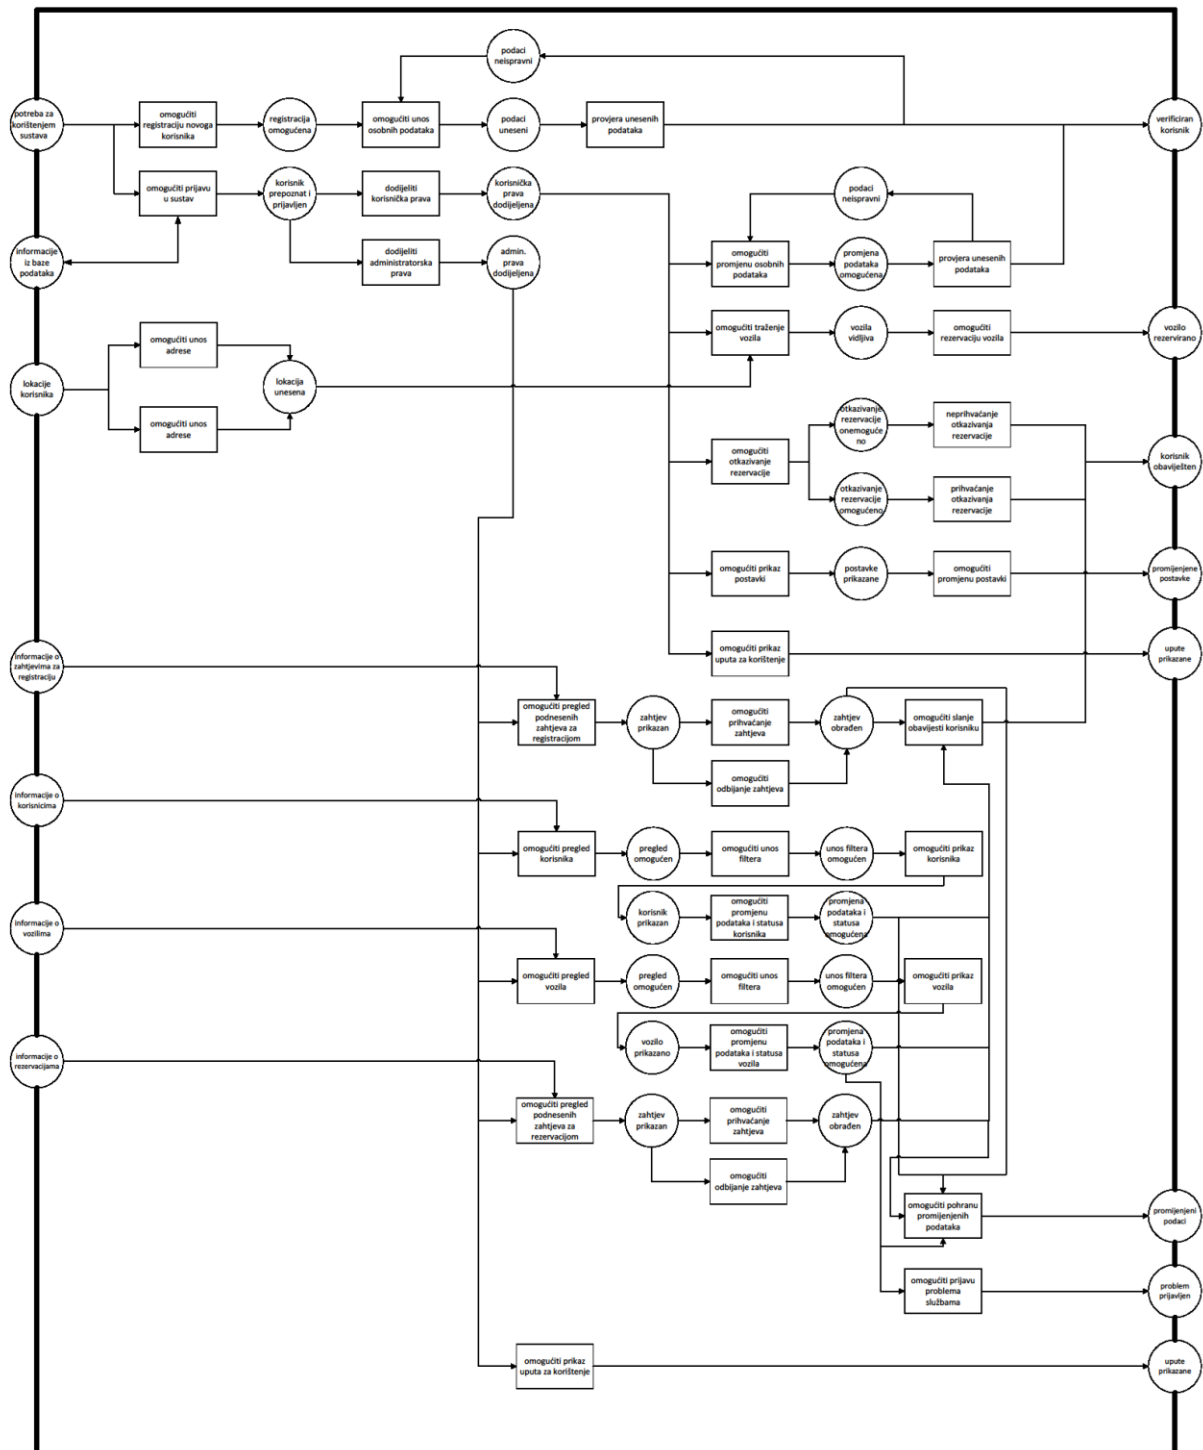 podaci
neispravni
potreba za
korištenjem
sustava
omogućiti
registraciju novoga
korisnika
registracija
omogućena
omogućiti unos
osobnih podataka
podaci
uneseni
provjera unesenih
podataka
verificiran
korisnik
omogućiti prijavu
u sustav
korisnik
prepoznat i
prijavljen
dodijeliti
korisnička prava
korisnička
prava
dodijeljena
podaci
neispravni
informacije
iz baze
podataka
dodijeliti
administratorska
prava
admin.
prava
dodijeljena
omogućiti
promjenu osobnih
podataka
promjena
podataka
omogućena
provjera unesenih
podataka
omogućiti unos
adrese
omogućiti traženje
vozila
vozila
vidljiva
omogućiti
rezervaciju vozila
vozilo
rezervirano
lokacije
korisnika
lokacija
unesena
omogućiti unos
adrese
otkazivanje
rezervacije
onemoguće
no
neprihvaćanje
otkazivanja
rezervacije
omogućiti
otkazivanje
rezervacije
korisnik
obaviješten
otkazivanje
rezervacije
omogućeno
prihvaćanje
otkazivanja
rezervacije
omogućiti prikaz
postavki
postavke
prikazane
omogućiti
promjenu postavki
promijenjene
postavke
informacije o
zahtjevima za
registraciju
omogućiti prikaz
uputa za korištenje
upute
prikazane
omogućiti pregled
podnesenih
zahtjeva za
registracijom
zahtjev
prikazan
omogućiti
prihvaćanje
zahtjeva
zahtjev
obrađen
omogućiti slanje
obavijesti korisniku
omogućiti
odbijanje zahtjeva
informacije o
korisnicima
omogućiti pregled
korisnika
pregled
omogućen
omogućiti unos
filtera
unos filtera
omogućen
omogućiti prikaz
korisnika
korisnik
prikazan
omogućiti
promjenu
podataka i statusa
korisnika
promjena
podataka i
statusa
omogućena
informacije o
vozilima
omogućiti pregled
vozila
pregled
omogućen
omogućiti unos
filtera
unos filtera
omogućen
omogućiti prikaz
vozila
vozilo
prikazano
omogućiti
promjenu
podataka i statusa
vozila
promjena
podataka i
statusa
omogućena
informacije o
rezervacijama
omogućiti pregled
podnesenih
zahtjeva za
rezervacijom
zahtjev
prikazan
omogućiti
prihvaćanje
zahtjeva
zahtjev
obrađen
omogućiti
odbijanje zahtjeva
omogućiti pohranu
promijenjenih
podataka
promijenjeni
podaci
omogućiti prijavu
problema
službama
problem
prijavljen
omogućiti prikaz
uputa za korištenje
upute
prikazane